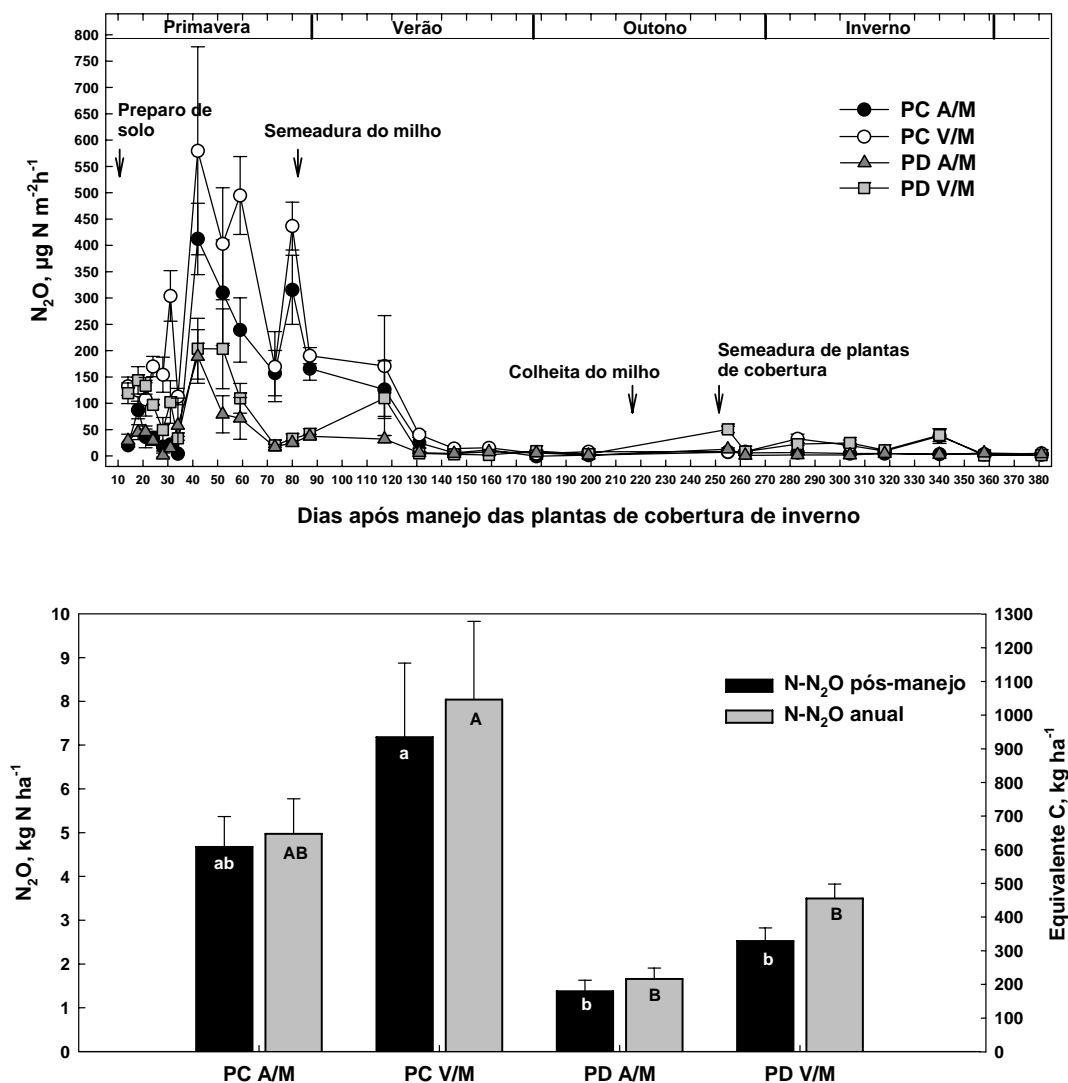 Primavera Verão Outono Inverno
800
750
700
650
600
550
500
450
400
350
300
250
200
150
100
50
0
N₂O, µg N m⁻²h⁻¹
Preparo de
solo
Semeadura do milho
PC A/M
PC V/M
PD A/M
PD V/M
Colheita do milho
Semeadura de plantas
de cobertura
10 20 30 40 50 60 70 80 90 100 110 120 130 140 150 160 170 180 190 200 210 220 230 240 250 260 270 280 290 300 310 320 330 340 350 360 370 380
Dias após manejo das plantas de cobertura de inverno
10
9
8
7
6
5
4
3
2
1
0
N₂O, kg N ha⁻¹
N-N₂O pós-manejo
N-N₂O anual
ab AB a A b B b B
1300
1200
1100
1000
900
800
700
600
500
400
300
200
100
0
Equivalente C, kg ha⁻¹
PC A/M PC V/M PD A/M PD V/M